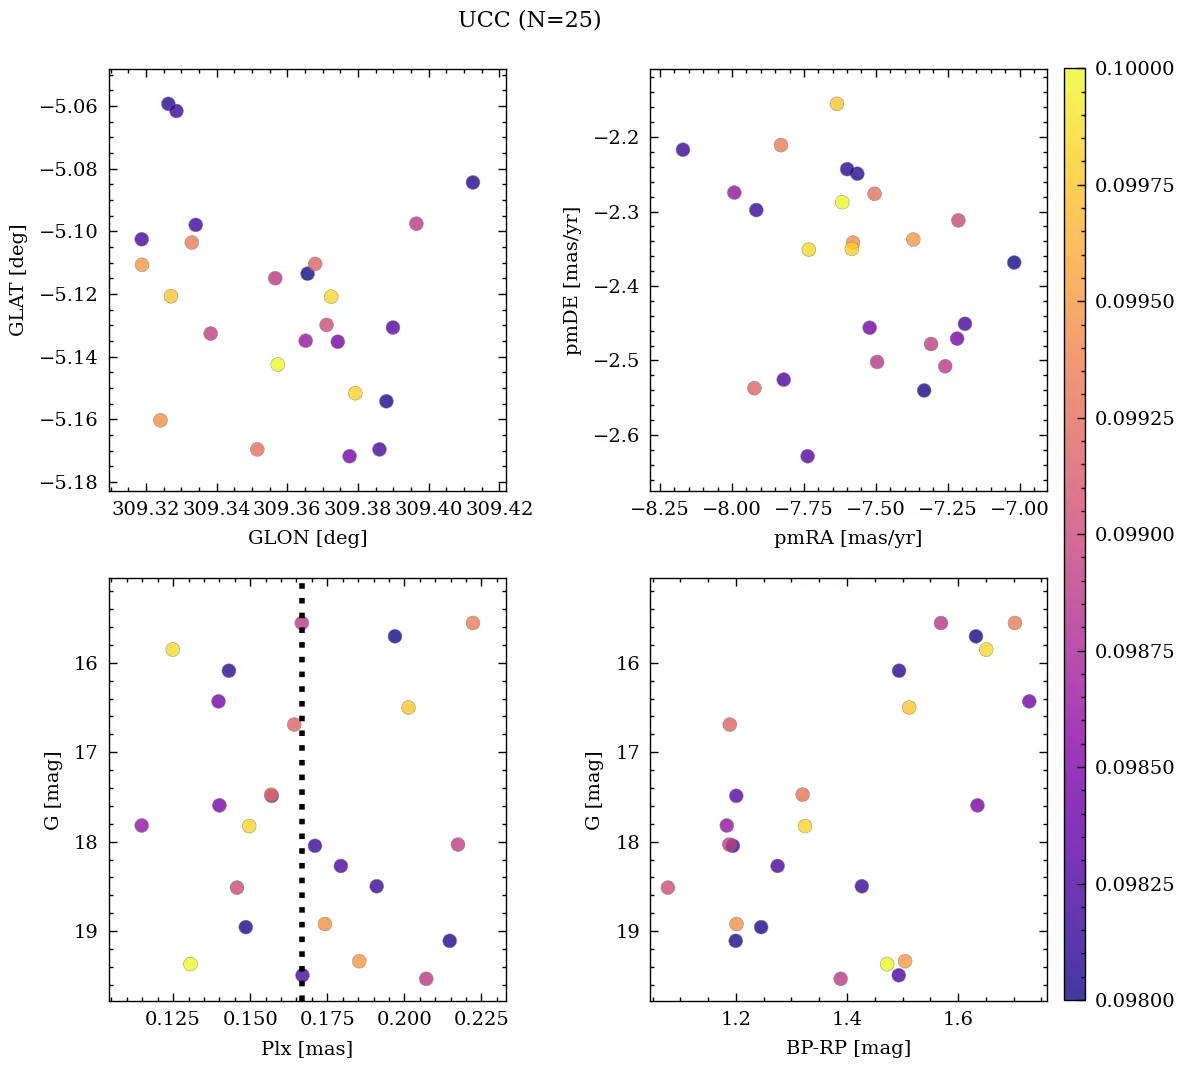 UCC (N=25)
−5.06
−5.08
−5.10
−5.12
−5.14
−5.16
−5.18
GLAT [deg]
309.32 309.34 309.36 309.38 309.40 309.42
GLON [deg]
−2.2
−2.3
−2.4
−2.5
−2.6
pmDE [mas/yr]
−8.25 −8.00 −7.75 −7.50 −7.25 −7.00
pmRA [mas/yr]
16
17
18
19
G [mag]
0.125 0.150 0.175 0.200 0.225
Plx [mas]
16
17
18
19
G [mag]
1.2 1.4 1.6
BP-RP [mag]
0.10000
0.09975
0.09950
0.09925
0.09900
0.09875
0.09850
0.09825
0.09800